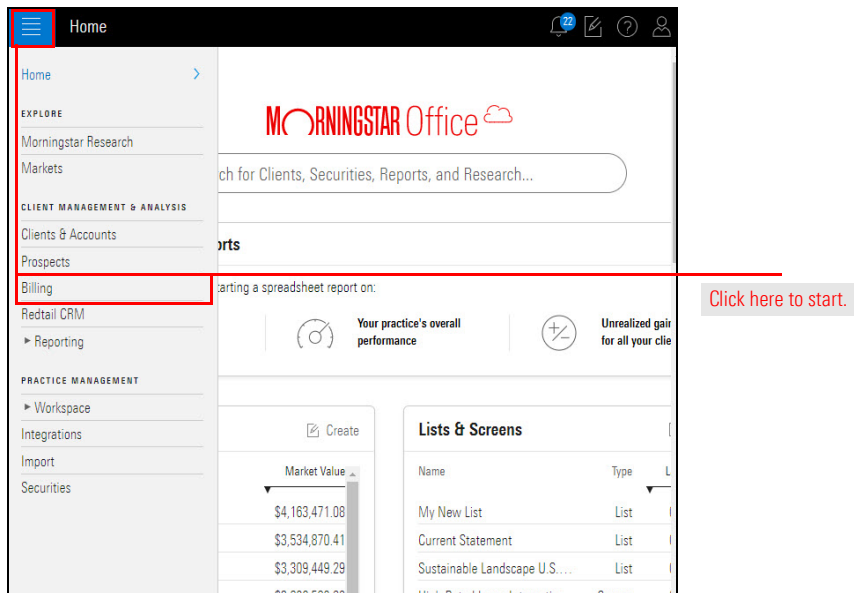 Home
22
Home
EXPLORE
Morningstar Research
Markets
CLIENT MANAGEMENT & ANALYSIS
Clients & Accounts
Prospects
Billing
Redtail CRM
Reporting
PRACTICE MANAGEMENT
Workspace
Integrations
Import
Securities
MORNINGSTAR Office
ch for Clients, Securities, Reports, and Research...
orts
arting a spreadsheet report on:
Your practice's overall
performance
Unrealized gain
for all your clie
Create
Market Value
$4,163,471.08
$3,534,870.41
$3,309,449.29
Lists & Screens
Name Type L
My New List List
Current Statement List
Sustainable Landscape U.S.... List
Click here to start.